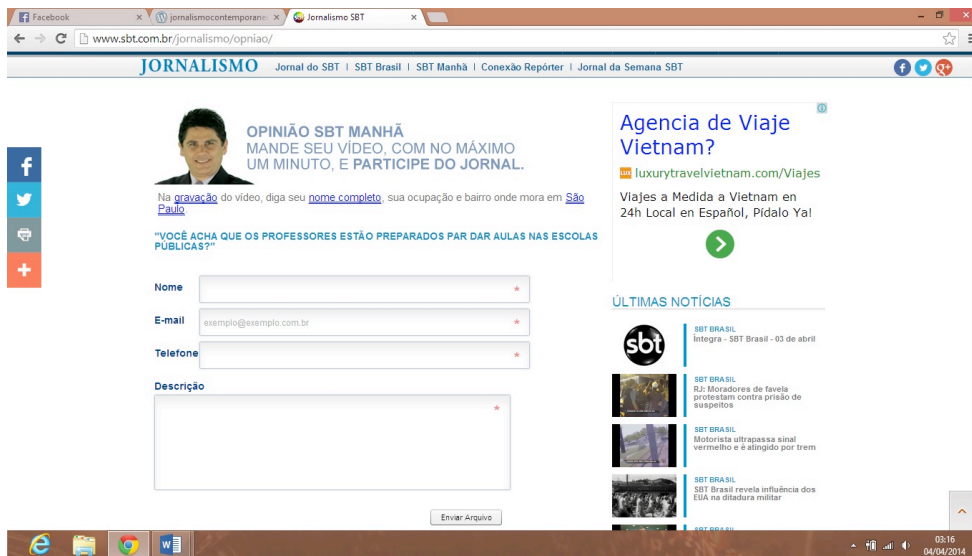 Facebook
jornalismocontemporane
Jornalismo SBT
www.sbt.com.br/jornalismo/opniao/
JORNALISMO Jornal do SBT | SBT Brasil | SBT Manhã | Conexão Repórter | Jornal da Semana SBT
OPINIÃO SBT MANHÃ
MANDE SEU VÍDEO, COM NO MÁXIMO
UM MINUTO, E PARTICIPE DO JORNAL.
Na gravação do vídeo, diga seu nome completo, sua ocupação e bairro onde mora em São
Paulo.
"VOCÊ ACHA QUE OS PROFESSORES ESTÃO PREPARADOS PAR DAR AULAS NAS ESCOLAS
PÚBLICAS?"
Nome *
E-mail exemplo@exemplo.com.br *
Telefone *
Descrição
*
Enviar Arquivo
Agencia de Viaje
Vietnam?
LUX luxurytravelvietnam.com/Viajes
Viajes a Medida a Vietnam en
24h Local en Español, Pídalo Ya!
ÚLTIMAS NOTÍCIAS
sbt
SBT BRASIL
Íntegra - SBT Brasil - 03 de abril
SBT BRASIL
RJ: Moradores de favela
protestam contra prisão de
suspeitos
SBT BRASIL
Motorista ultrapassa sinal
vermelho e é atingido por trem
SBT BRASIL
SBT Brasil revela influência dos
EUA na ditadura militar
SBT BRASIL
03:16
04/04/2014